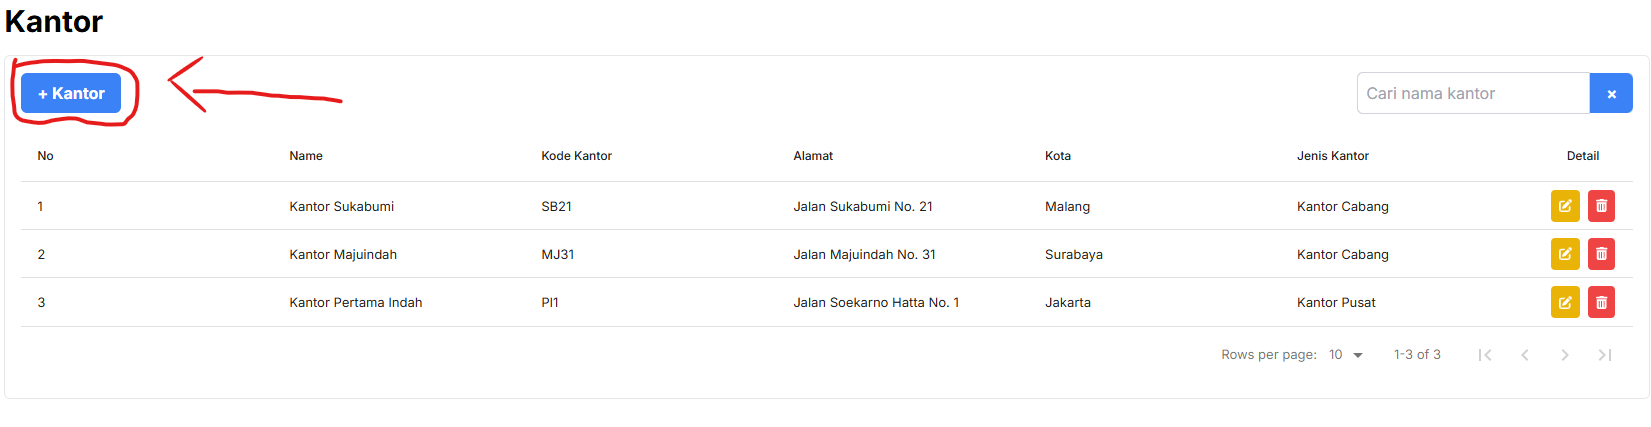 Kantor
+ Kantor
Cari nama kantor ×
No Name Kode Kantor Alamat Kota Jenis Kantor Detail
1 Kantor Sukabumi SB21 Jalan Sukabumi No. 21 Malang Kantor Cabang
2 Kantor Majuindah MJ31 Jalan Majuindah No. 31 Surabaya Kantor Cabang
3 Kantor Pertama Indah PI1 Jalan Soekarno Hatta No. 1 Jakarta Kantor Pusat
Rows per page: 10 1-3 of 3